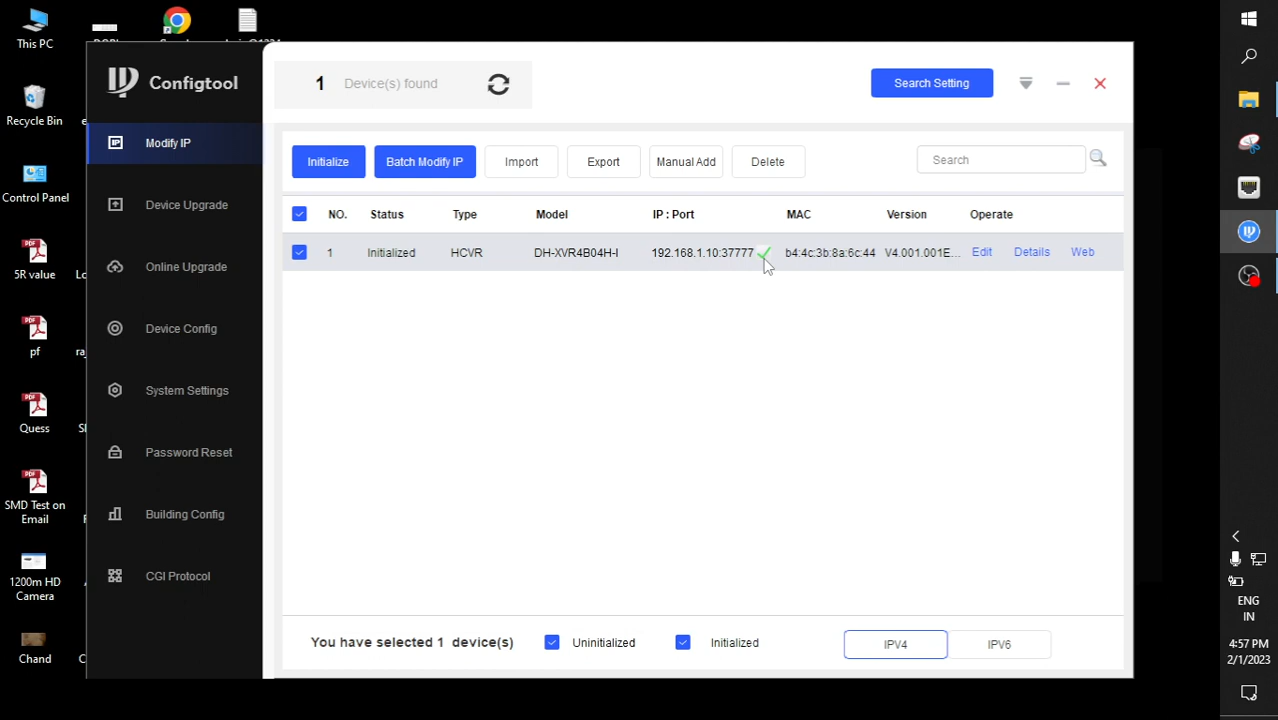 This PC
Recycle Bin
Control Panel
5R value
pf
Quess
SMD Test on
Email
1200m HD
Camera
Chand
Configtool
Modify IP
Device Upgrade
Online Upgrade
Device Config
System Settings
Password Reset
Building Config
CGI Protocol
1 Device(s) found
Search Setting
Initialize Batch Modify IP Import Export Manual Add Delete Search
NO. Status Type Model IP : Port MAC Version Operate
1 Initialized HCVR DH-XVR4B04H-I 192.168.1.10:37777 b4:4c:3b:8a:6c:44 V4.001.001E... Edit Details Web
You have selected 1 device(s) Uninitialized Initialized IPV4 IPV6
ENG
IN
4:57 PM
2/1/2023